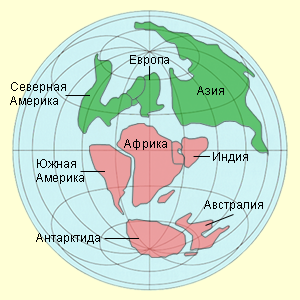 Европа
Северная
Америка
Азия
Африка
Индия
Южная
Америка
Австралия
Антарктида